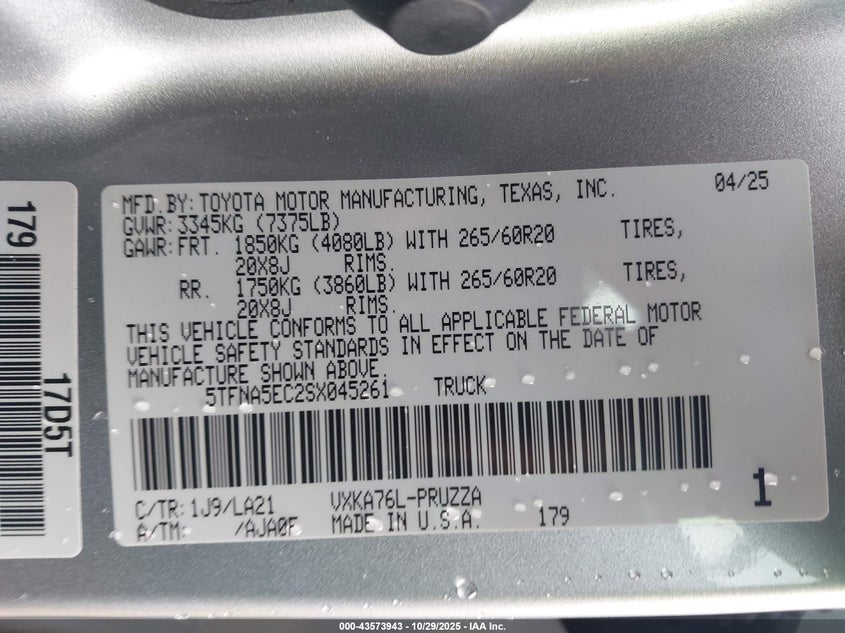 MFD BY: TOYOTA MOTOR MANUFACTURING, TEXAS, INC. 04/25
GVWR: 3345KG (7375LB)
GAWR: FRT. 1850KG (4080LB) WITH 265/60R20 TIRES,
20X8J RIMS.
RR. 1750KG (3860LB) WITH 265/60R20 TIRES,
20X8J RIMS.
THIS VEHICLE CONFORMS TO ALL APPLICABLE FEDERAL MOTOR
VEHICLE SAFETY STANDARDS IN EFFECT ON THE DATE OF
MANUFACTURE SHOWN ABOVE.
5TFNA5EC2SX045261 TRUCK
C/TR: 1J9/LA21 VXKA76L-PRUZZA
A/TM: /AJA0F MADE IN U.S.A. 179
1
179
17D5T
000-43573943 - 10/29/2025 - IAA Inc.